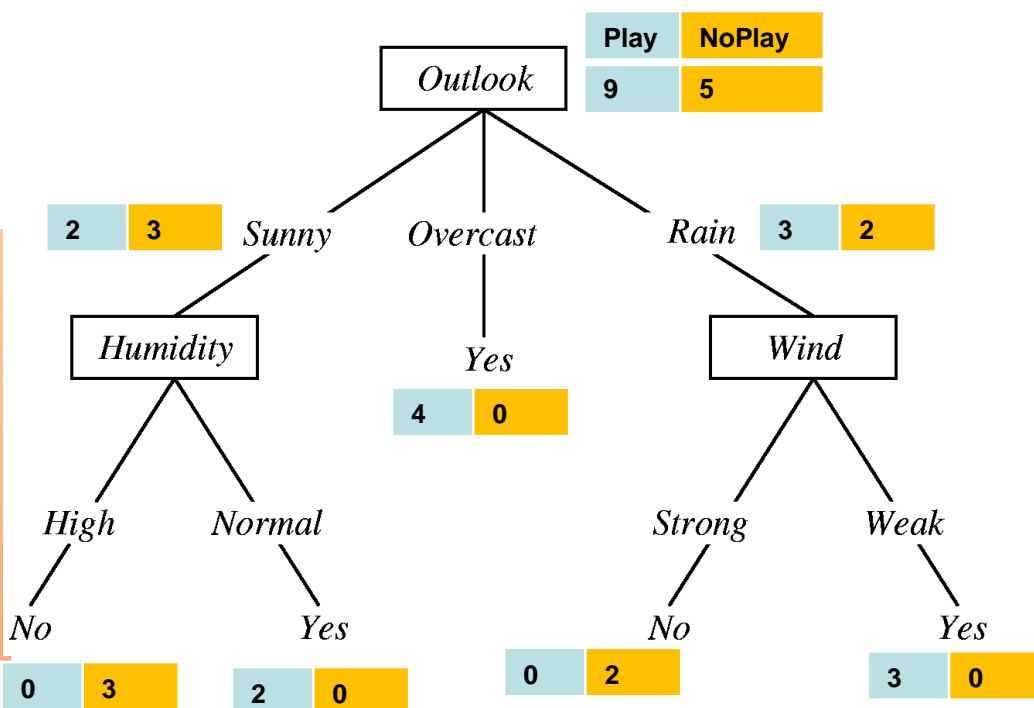 Play NoPlay
Outlook 9 5
2 3 Sunny Overcast Rain 3 2
Humidity Yes Wind
4 0
High Normal Strong Weak
No Yes No Yes
0 3 2 0 0 2 3 0